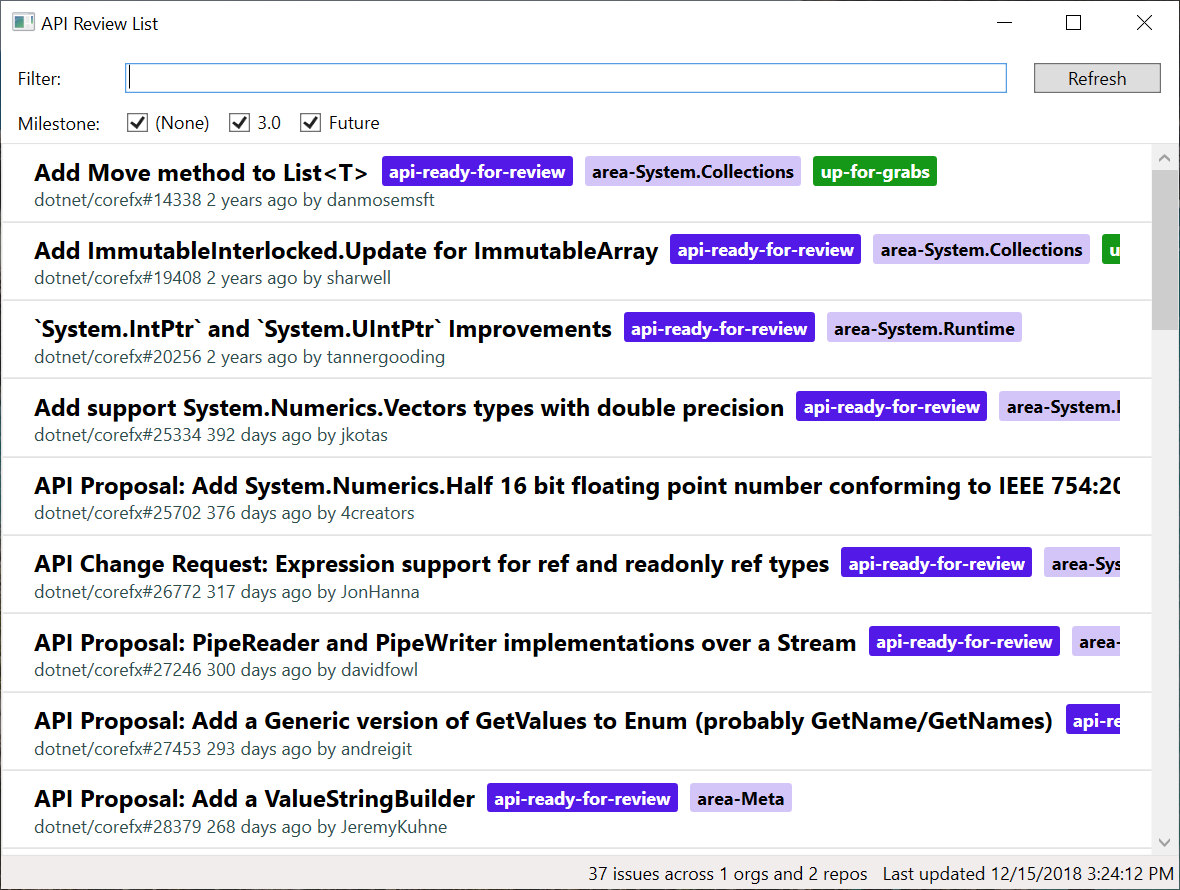 API Review List
Filter:
Refresh
Milestone: (None) 3.0 Future
Add Move method to List<T> api-ready-for-review area-System.Collections up-for-grabs
dotnet/corefx#14338 2 years ago by danmosemsft
Add ImmutableInterlocked.Update for ImmutableArray api-ready-for-review area-System.Collections u
dotnet/corefx#19408 2 years ago by sharwell
`System.IntPtr` and `System.UIntPtr` Improvements api-ready-for-review area-System.Runtime
dotnet/corefx#20256 2 years ago by tannergooding
Add support System.Numerics.Vectors types with double precision api-ready-for-review area-System.
dotnet/corefx#25334 392 days ago by jkotas
API Proposal: Add System.Numerics.Half 16 bit floating point number conforming to IEEE 754:20
dotnet/corefx#25702 376 days ago by 4creators
API Change Request: Expression support for ref and readonly ref types api-ready-for-review area-Sys
dotnet/corefx#26772 317 days ago by JonHanna
API Proposal: PipeReader and PipeWriter implementations over a Stream api-ready-for-review area-
dotnet/corefx#27246 300 days ago by davidfowl
API Proposal: Add a Generic version of GetValues to Enum (probably GetName/GetNames) api-re
dotnet/corefx#27453 293 days ago by andreigit
API Proposal: Add a ValueStringBuilder api-ready-for-review area-Meta
dotnet/corefx#28379 268 days ago by JeremyKuhne
37 issues across 1 orgs and 2 repos Last updated 12/15/2018 3:24:12 PM